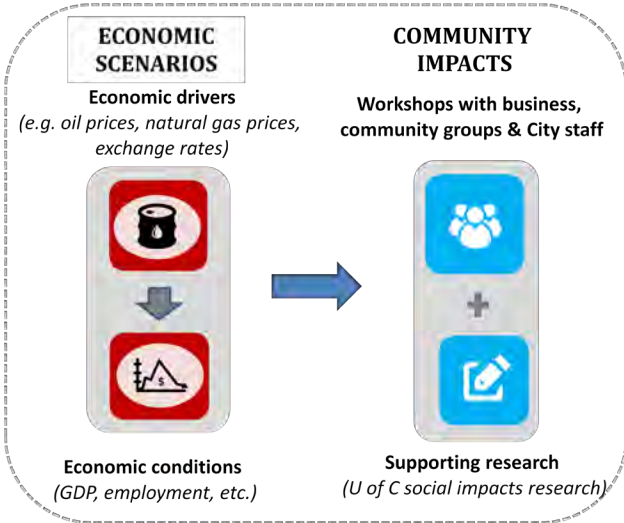 ECONOMIC
SCENARIOS
Economic drivers
(e.g. oil prices, natural gas prices,
exchange rates)
$
Economic conditions
(GDP, employment, etc.)
COMMUNITY
IMPACTS
Workshops with business,
community groups & City staff
Supporting research
(U of C social impacts research)